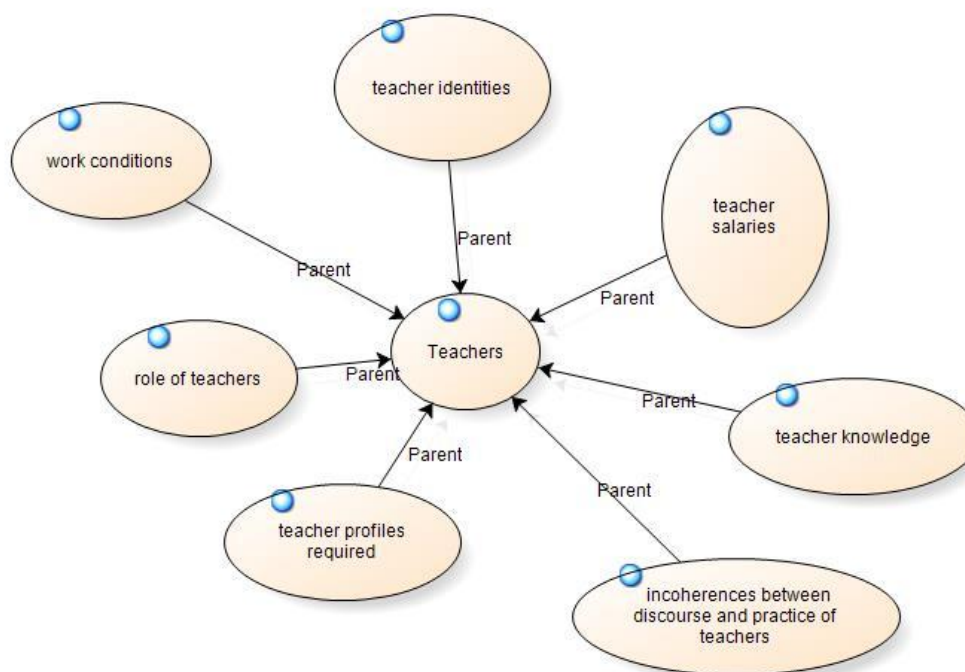 teacher identities
work conditions
teacher
salaries
Parent
Parent
Parent
Teachers
role of teachers
Parent
Parent
teacher knowledge
Parent
Parent
teacher profiles
required
incoherences between
discourse and practice of
teachers